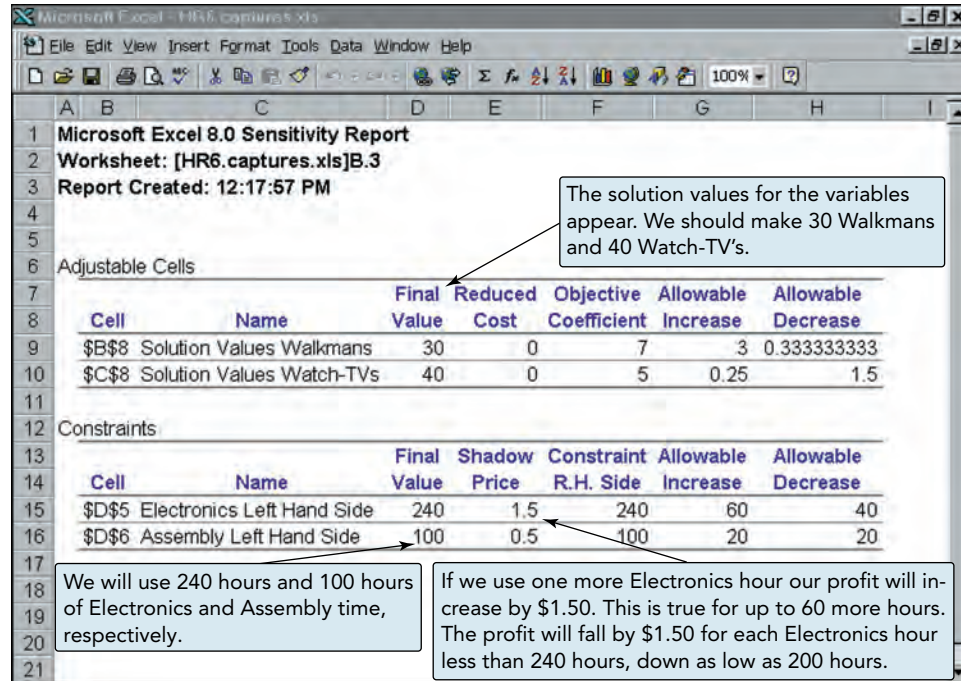 Microsoft Excel - HR6.captures.xls
File Edit View Insert Format Tools Data Window Help
100%
A B C D E F G H I
1 Microsoft Excel 8.0 Sensitivity Report
2 Worksheet: [HR6.captures.xls]B.3
3 Report Created: 12:17:57 PM
The solution values for the variables
appear. We should make 30 Walkmans
and 40 Watch-TV's.
4
5
6 Adjustable Cells
7 Final Reduced Objective Allowable Allowable
8 Cell Name Value Cost Coefficient Increase Decrease
9 $B$8 Solution Values Walkmans 30 0 7 3 0.333333333
10 $C$8 Solution Values Watch-TVs 40 0 5 0.25 1.5
11
12 Constraints
13 Final Shadow Constraint Allowable Allowable
14 Cell Name Value Price R.H. Side Increase Decrease
15 $D$5 Electronics Left Hand Side 240 1.5 240 60 40
16 $D$6 Assembly Left Hand Side 100 0.5 100 20 20
17
18
19
20
21
We will use 240 hours and 100 hours
of Electronics and Assembly time,
respectively.
If we use one more Electronics hour our profit will in-
crease by $1.50. This is true for up to 60 more hours.
The profit will fall by $1.50 for each Electronics hour
less than 240 hours, down as low as 200 hours.